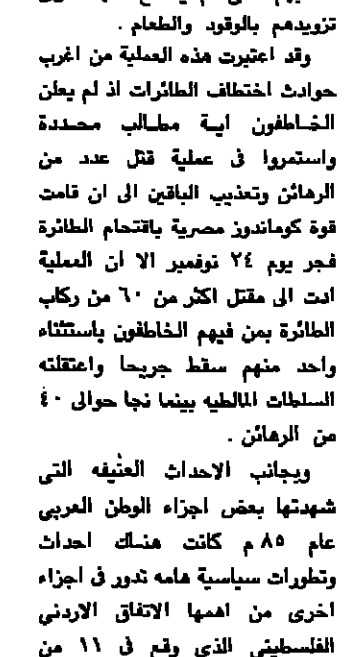 تزويدهم بالوقود والطعام .
وقد اعتبرت هذه العملية من اغرب
حوادث اختطاف الطائرات اذ لم يعلن
الخاطفون اية مطالب محددة
واستمروا فى عملية قتل عدد من
الرهائن وتعذيب الباقين الى ان قامت
قوة كوماندوز مصرية باقتحام الطائرة
فجر يوم ٢٤ نوفمبر الا ان العملية
ادت الى مقتل اكثر من ٦٠ من ركاب
الطائرة بمن فيهم الخاطفون باستثناء
واحد منهم سقط جريحا واعتقلته
السلطات المالطيه بينما نجا حوالى ٤٠
من الرهائن .
ويجانب الاحداث العنيفه التى
شهدتها بعض اجزاء الوطن العربى
عام ٨٥ م كانت هناك احداث
وتطورات سياسية هامه تدور فى اجزاء
اخرى من اهمها الاتفاق الاردنى
الفلسطينى الذى وقع فى ١١ من